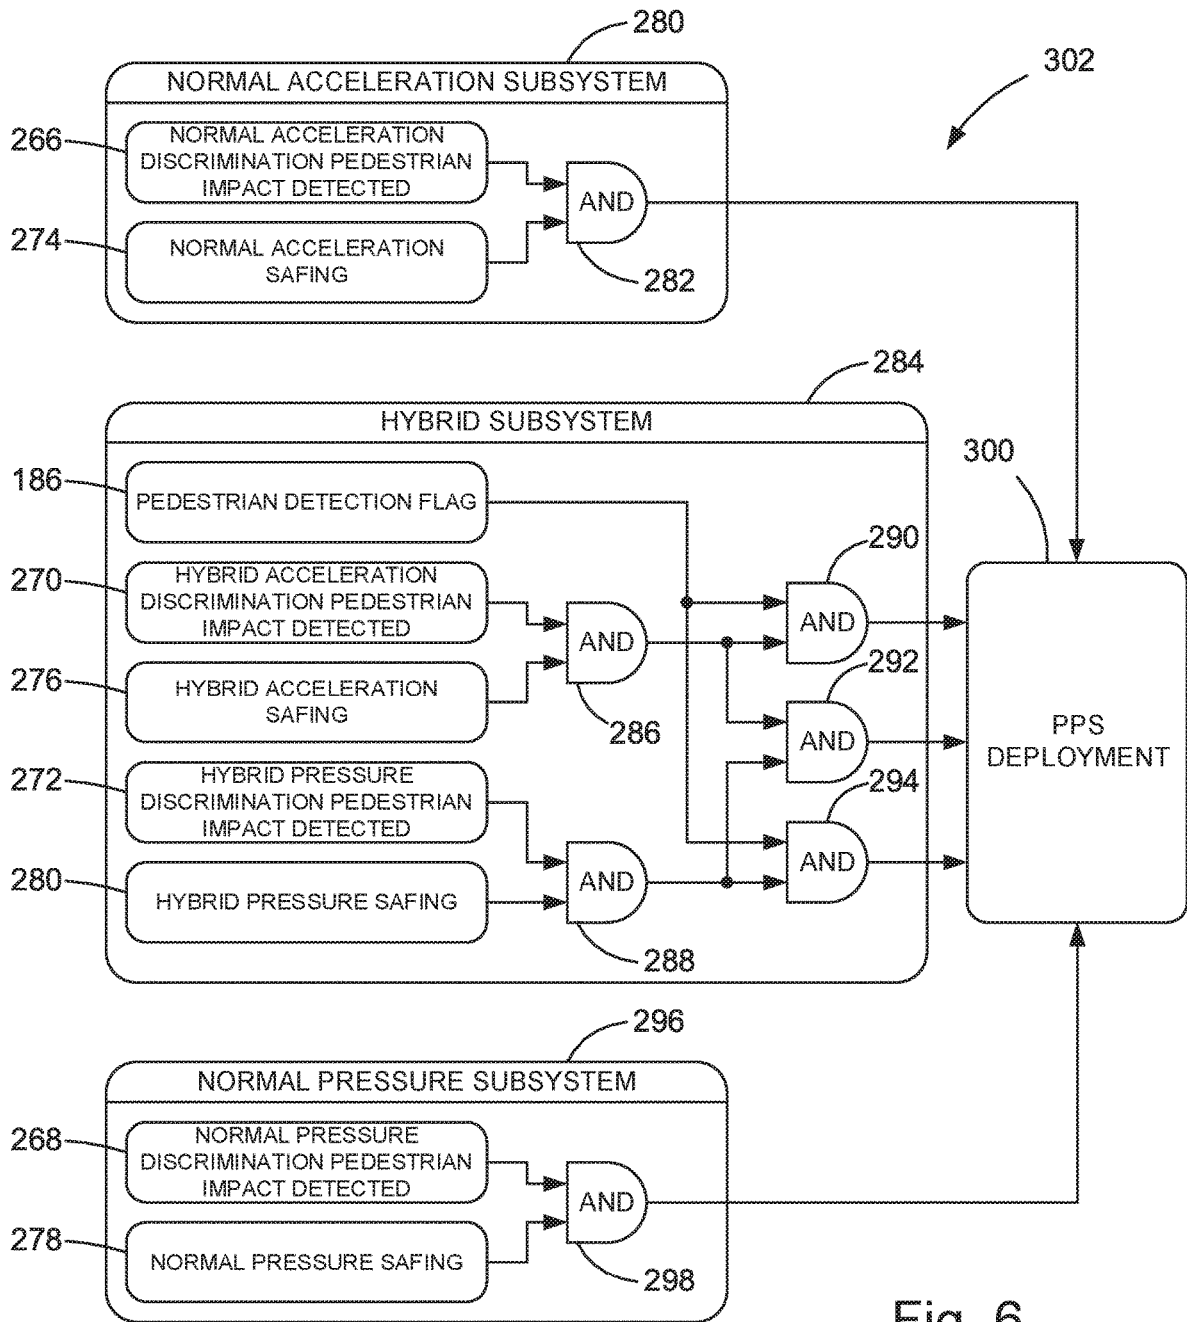 280
302
NORMAL ACCELERATION SUBSYSTEM
266
NORMAL ACCELERATION
DISCRIMINATION PEDESTRIAN
IMPACT DETECTED
AND
274
NORMAL ACCELERATION
SAFING
282
284
HYBRID SUBSYSTEM
300
186
PEDESTRIAN DETECTION FLAG
290
270
HYBRID ACCELERATION
DISCRIMINATION PEDESTRIAN
IMPACT DETECTED
AND
AND
276
HYBRID ACCELERATION
SAFING
286
292
AND
PPS
DEPLOYMENT
272
HYBRID PRESSURE
DISCRIMINATION PEDESTRIAN
IMPACT DETECTED
294
AND
280
HYBRID PRESSURE SAFING
AND
288
296
NORMAL PRESSURE SUBSYSTEM
268
NORMAL PRESSURE
DISCRIMINATION PEDESTRIAN
IMPACT DETECTED
AND
278
NORMAL PRESSURE SAFING
298
Fig. 6